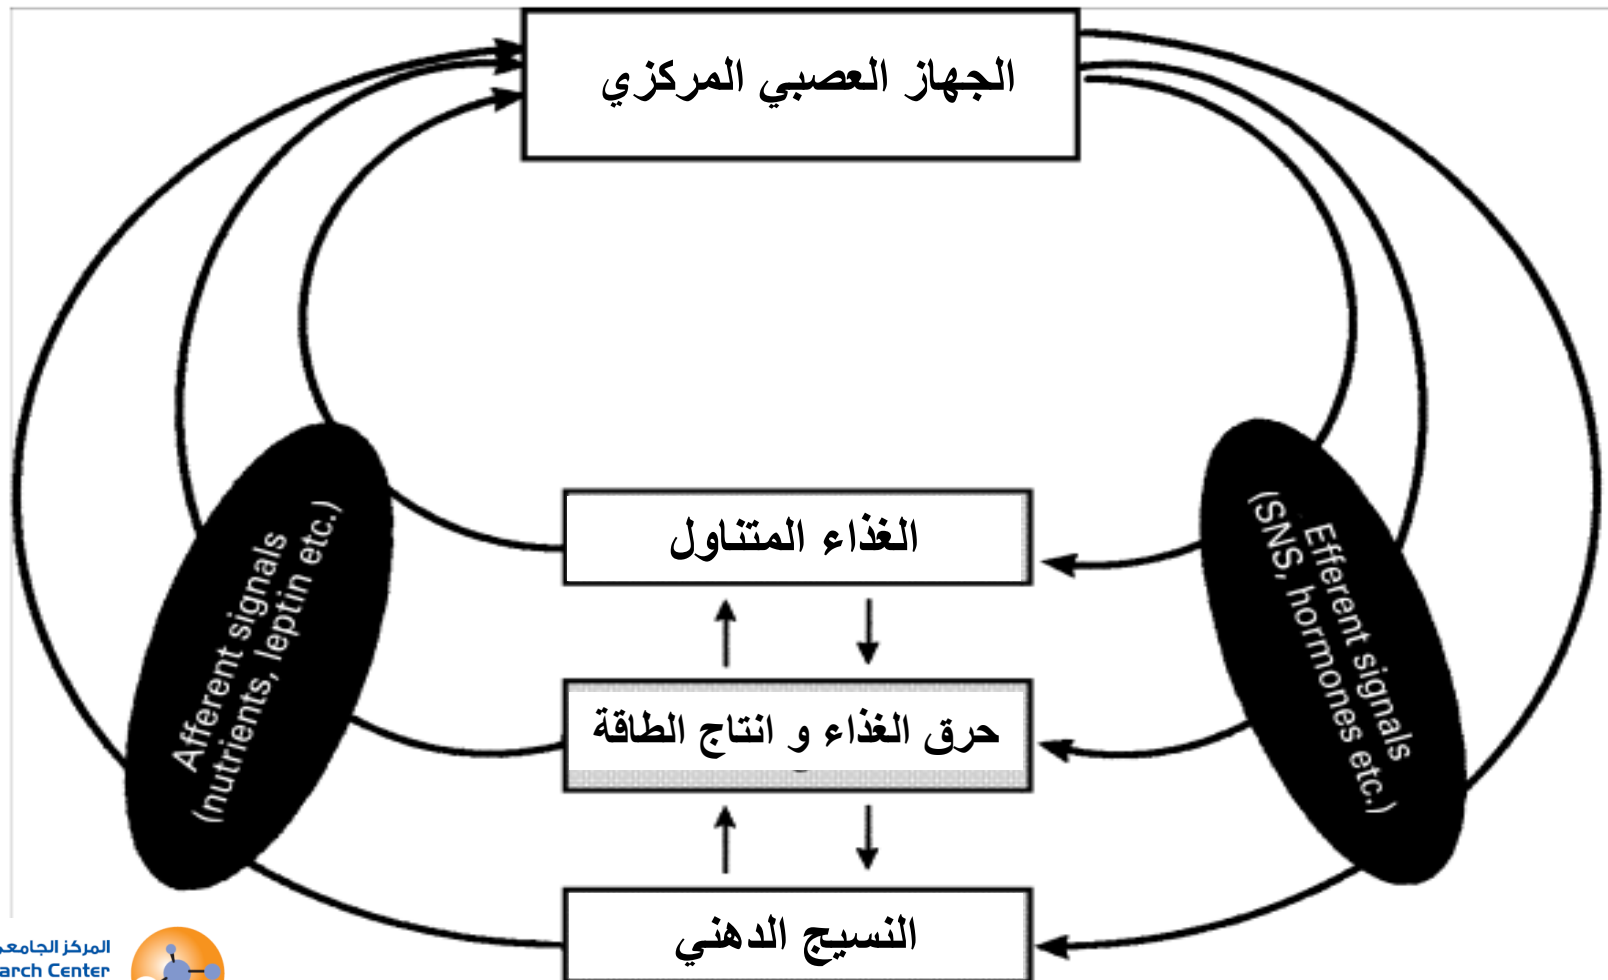 الجهاز العصبي المركزي
الغذاء المتناول
Afferent signals
(nutrients, leptin etc.)
Efferent signals
(SNS, hormones etc.)
حرق الغذاء و انتاج الطاقة
النسيج الدهني
Center